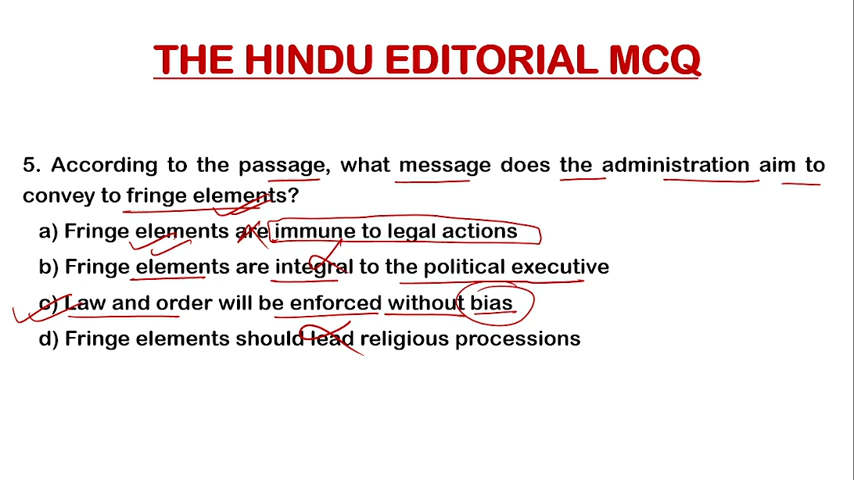 THE HINDU EDITORIAL MCQ
5. According to the passage, what message does the administration aim to
convey to fringe elements?
a) Fringe elements are immune to legal actions
b) Fringe elements are integral to the political executive
c) Law and order will be enforced without bias
d) Fringe elements should lead religious processions